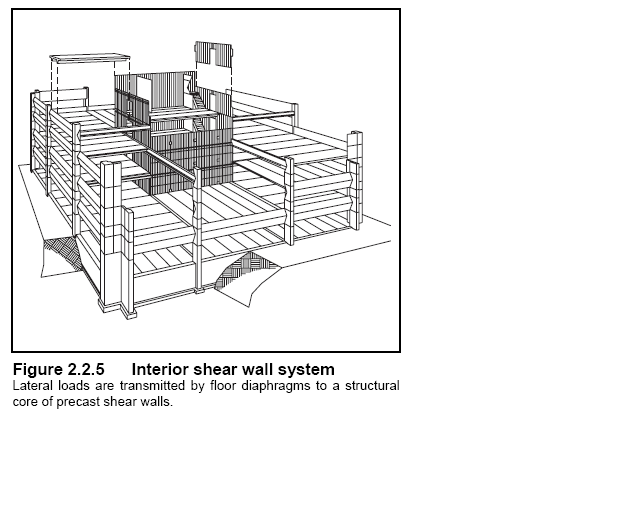 Figure 2.2.5 Interior shear wall system
Lateral loads are transmitted by floor diaphragms to a structural
core of precast shear walls.